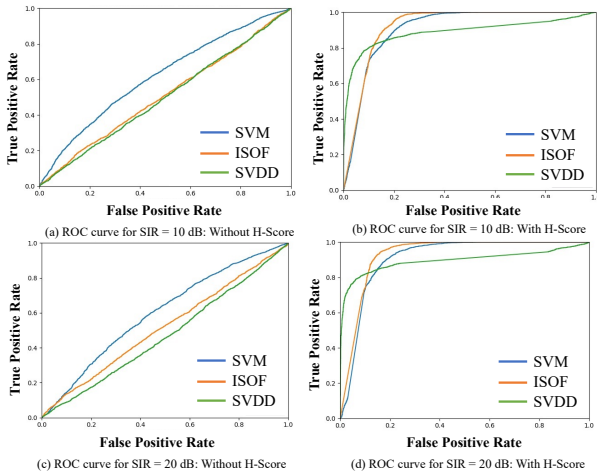 True Positive Rate
1.0
0.8
0.6
0.4
0.2
0.0
0.0
0.2
0.4
0.6
0.8
1.0
SVM
ISOF
SVDD
False Positive Rate
(a) ROC curve for SIR = 10 dB: Without H-Score
True Positive Rate
1.0
0.8
0.6
0.4
0.2
0.0
0.0
0.2
0.4
0.6
0.8
1.0
SVM
ISOF
SVDD
False Positive Rate
(b) ROC curve for SIR = 10 dB: With H-Score
True Positive Rate
1.0
0.8
0.6
0.4
0.2
0.0
0.0
0.2
0.4
0.6
0.8
1.0
SVM
ISOF
SVDD
False Positive Rate
(c) ROC curve for SIR = 20 dB: Without H-Score
True Positive Rate
1.0
0.8
0.6
0.4
0.2
0.0
0.0
0.2
0.4
0.6
0.8
1.0
SVM
ISOF
SVDD
False Positive Rate
(d) ROC curve for SIR = 20 dB: With H-Score